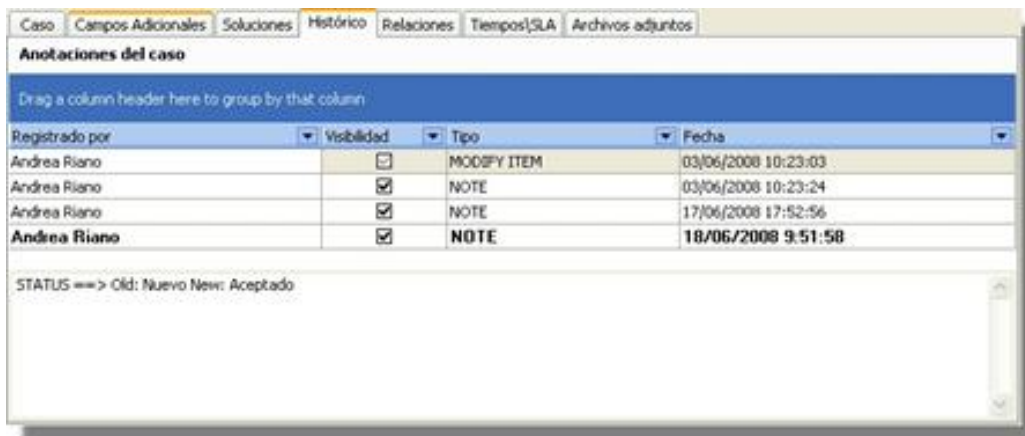 Caso Campos Adicionales Soluciones Histórico Relaciones Tiempos\SLA Archivos adjuntos
Anotaciones del caso
Drag a column header here to group by that column
Registrado por Visibilidad Tipo Fecha
Andrea Riano MODIFY ITEM 03/06/2008 10:23:03
Andrea Riano NOTE 03/06/2008 10:23:24
Andrea Riano NOTE 17/06/2008 17:52:56
Andrea Riano NOTE 18/06/2008 9:51:58
STATUS ==> Old: Nuevo New: Aceptado